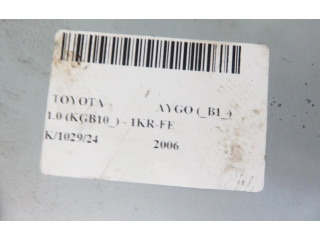 TOYOTA AYGO (_B1_)
1.0 (KGB10_) - 1KR-FE
K/1029/24 2006